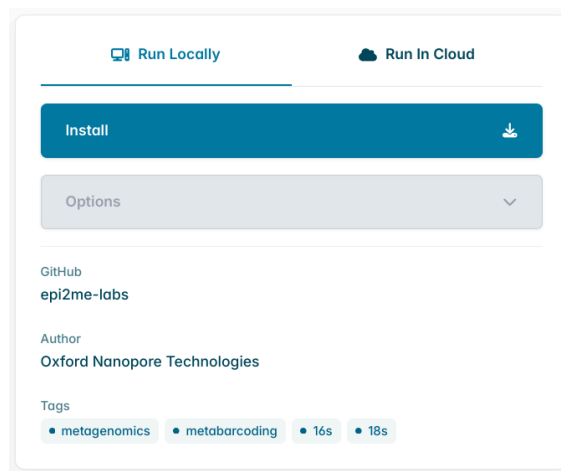 Run Locally
Run In Cloud
Install
Options
GitHub
epi2me-labs
Author
Oxford Nanopore Technologies
Tags
metagenomics
metabarcoding
16s
18s